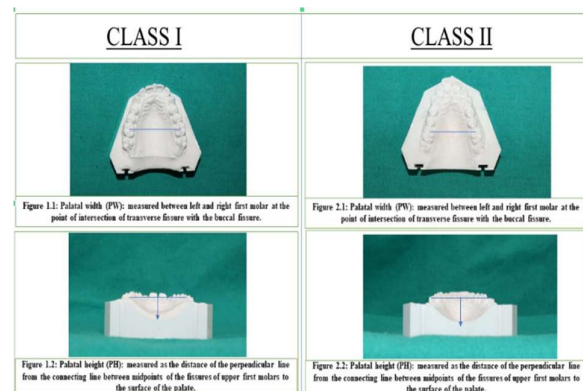 CLASS I
CLASS II
Figure 1.1: Palatal width (PW): measured between left and right first molar at the
point of intersection of transverse fissure with the buccal fissure.
Figure 2.1: Palatal width (PW): measured between left and right first molar at the
point of intersection of transverse fissure with the buccal fissure.
Figure 1.2: Palatal height (PH): measured as the distance of the perpendicular line
from the connecting line between midpoints of the fissures of upper first molars to
the surface of the palate.
Figure 2.2: Palatal height (PH): measured as the distance of the perpendicular line
from the connecting line between midpoints of the fissures of upper first molars to
the surface of the palate.